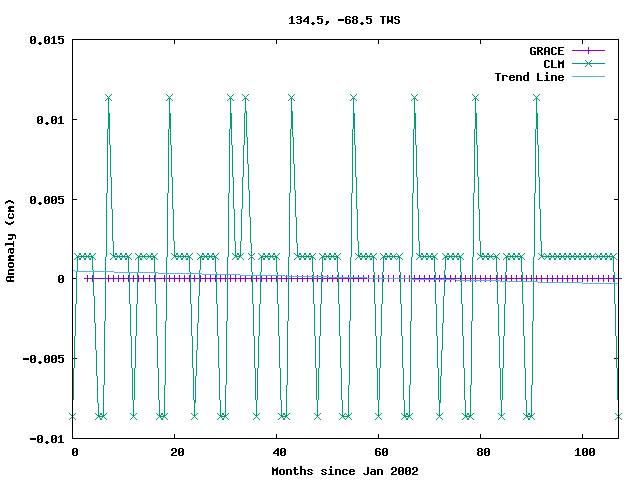 134.5, -68.5 TWS
0.015
GRACE
CLM
Trend Line
0.01
0.005
Anomaly (cm)
0
-0.005
-0.01
0 20 40 60 80 100
Months since Jan 2002